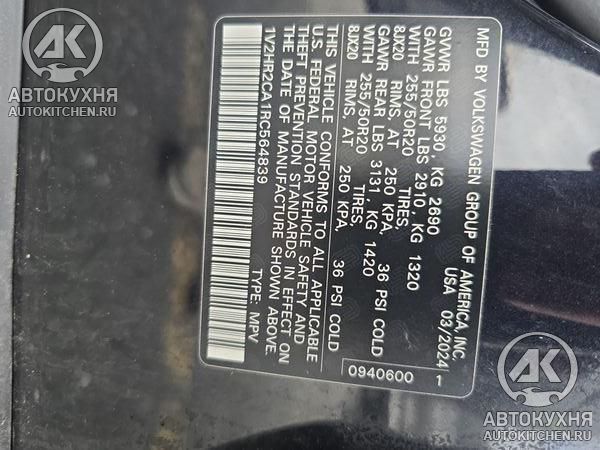 MFD BY VOLKSWAGEN GROUP OF AMERICA, INC.
USA 03/2024 1
GVWR LBS 5930, KG 2690
GAWR FRONT LBS 2910, KG 1320
WITH 255/50R20 TIRES,
8JX20 RIMS, AT 250 KPA, 36 PSI COLD
GAWR REAR LBS 3131, KG 1420
WITH 255/50R20 TIRES,
8JX20 RIMS, AT 250 KPA, 36 PSI COLD
THIS VEHICLE CONFORMS TO ALL APPLICABLE
U.S. FEDERAL MOTOR VEHICLE SAFETY AND
THEFT PREVENTION STANDARDS IN EFFECT ON
THE DATE OF MANUFACTURE SHOWN ABOVE.
1V2HR2CA1RC564839 TYPE: MPV
0940600
АК
АВТОКУХНЯ
AUTOKITCHEN.RU
АК
АВТОКУХНЯ
AUTOKITCHEN.RU